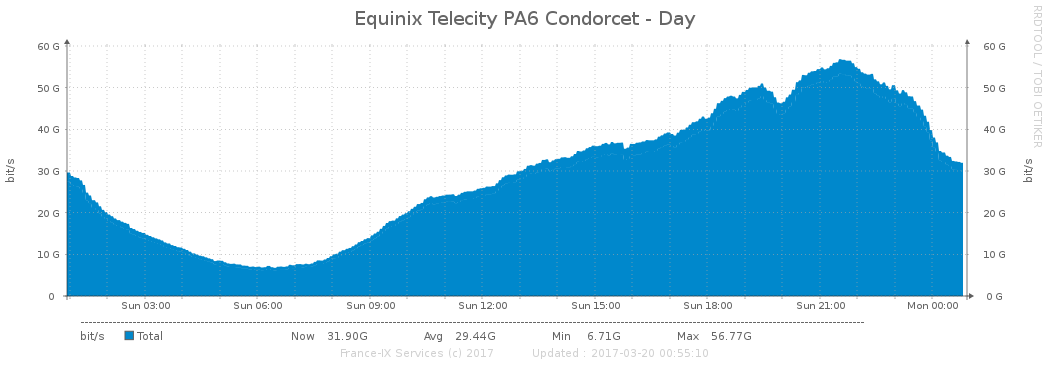 Equinix Telecity PA6 Condorcet - Day
RRDTOOL / TOBI OETIKER
60 G 60 G
50 G 50 G
40 G 40 G
bit/s bit/s
30 G 30 G
20 G 20 G
10 G 10 G
0 0 G
Sun 03:00 Sun 06:00 Sun 09:00 Sun 12:00 Sun 15:00 Sun 18:00 Sun 21:00 Mon 00:00
bit/s Total Now 31.90G Avg 29.44G Min 6.71G Max 56.77G
France-IX Services (c) 2017 Updated : 2017-03-20 00:55:10